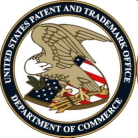 UNITED STATES PATENT AND TRADEMARK OFFICE
DEPARTMENT OF COMMERCE